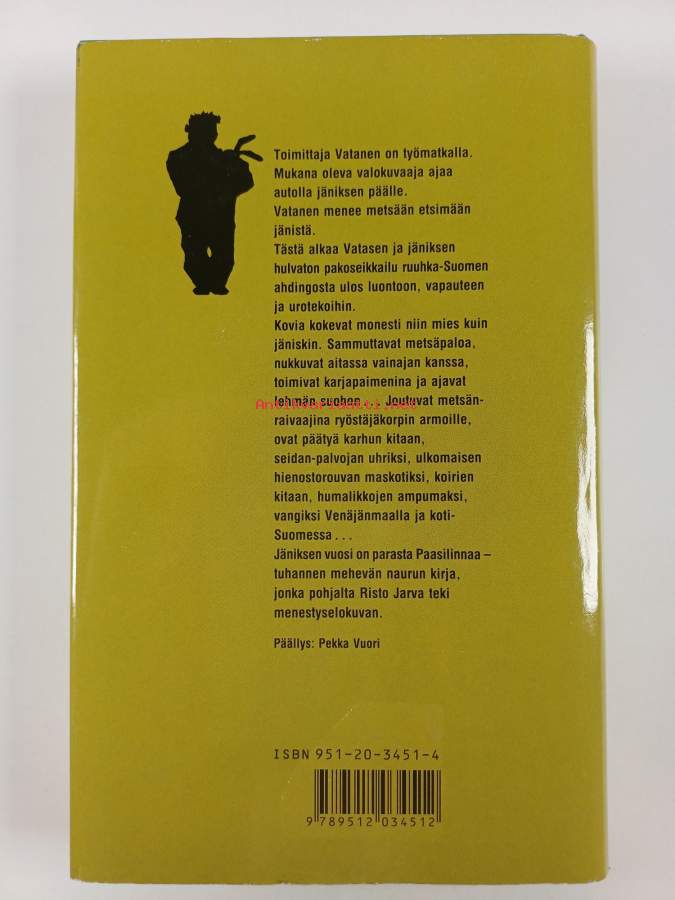 Toimittaja Vatanen on työmatkalla.
Mukana oleva valokuvaaja ajaa
autolla jäniksen päälle.
Vatanen menee metsään etsimään
jänistä.
Tästä alkaa Vatasen ja jäniksen
hulvaton pakoseikkailu ruuhka-Suomen
ahdingosta ulos luontoon, vapauteen
ja urotekoihin.
Kovia kokevat monesti niin mies kuin
jäniskin. Sammuttavat metsäpaloa,
nukkuvat aitassa vainajan kanssa,
toimivat karjapaimenina ja ajavat
lehmän suohon ... Joutuvat metsän-
Antikvariaatti.net
raivaajina ryöstäjäkorpin armoille,
ovat päätyä karhun kitaan,
seidan-palvojan uhriksi, ulkomaisen
hienostorouvan maskotiksi, koirien
kitaan, humalikkojen ampumaksi,
vangiksi Venäjänmaalla ja koti-
Suomessa ...
Jäniksen vuosi on parasta Paasilinnaa –
tuhannen mehevän naurun kirja,
jonka pohjalta Risto Jarva teki
menestyselokuvan.
Päällys: Pekka Vuori
ISBN 951-20-3451-4
9 789512 034512